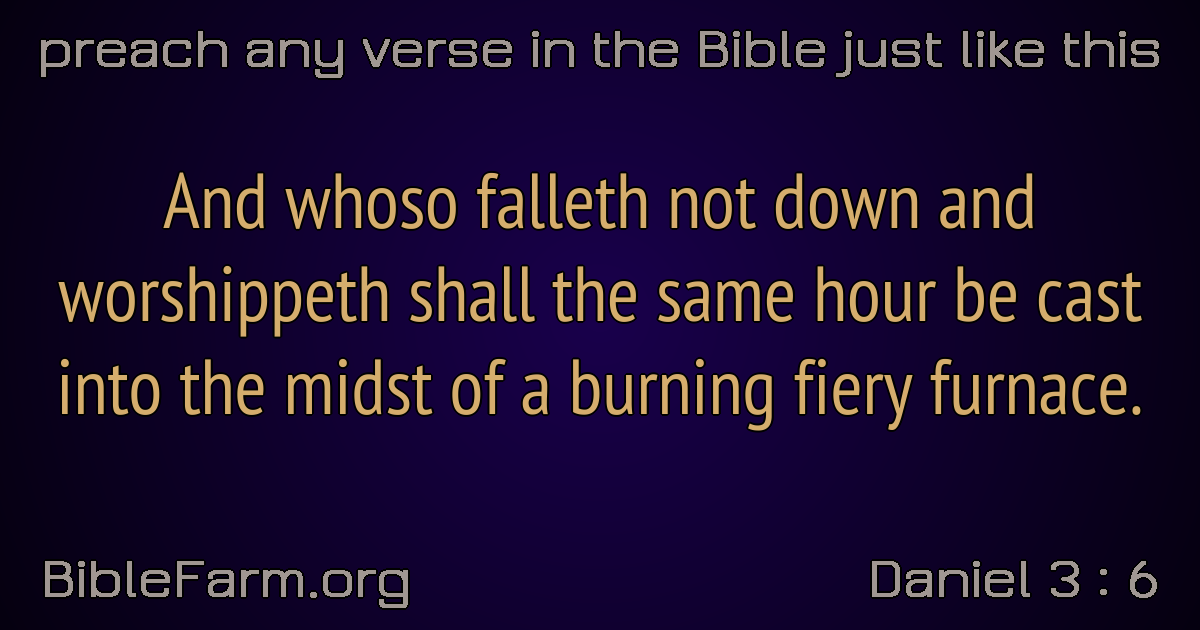 preach any verse in the Bible just like this
And whoso falleth not down and
worshippeth shall the same hour be cast
into the midst of a burning fiery furnace.
BibleFarm.org
Daniel 3 : 6